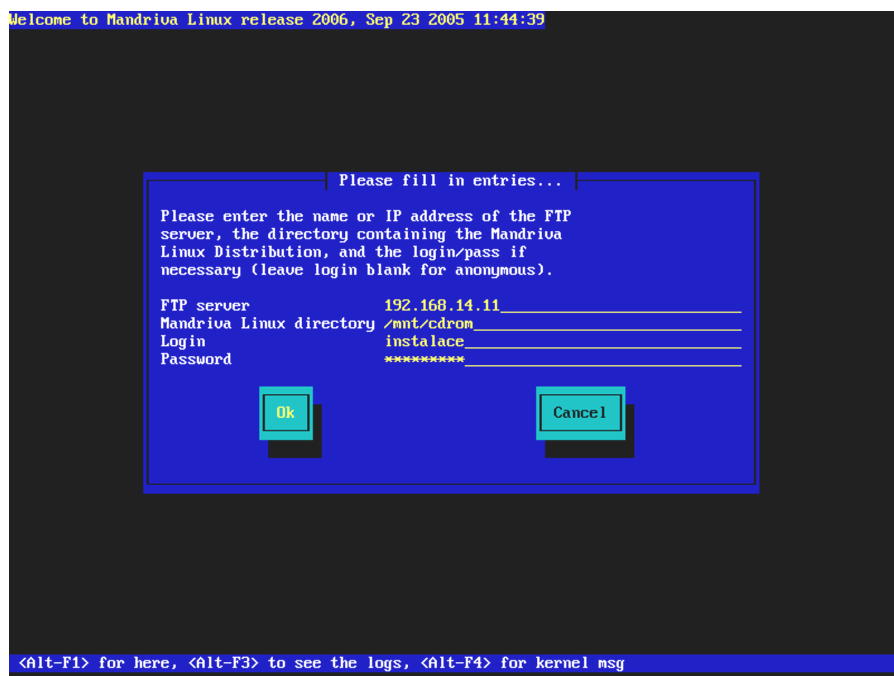 Welcome to Mandriva Linux release 2006, Sep 23 2005 11:44:39
Please fill in entries...
Please enter the name or IP address of the FTP
server, the directory containing the Mandriva
Linux Distribution, and the login/pass if
necessary (leave login blank for anonymous).
FTP server 192.168.14.11
Mandriva Linux directory /mnt/cdrom
Login instalace
Password *********
Ok Cancel
<Alt-F1> for here, <Alt-F3> to see the logs, <Alt-F4> for kernel msg